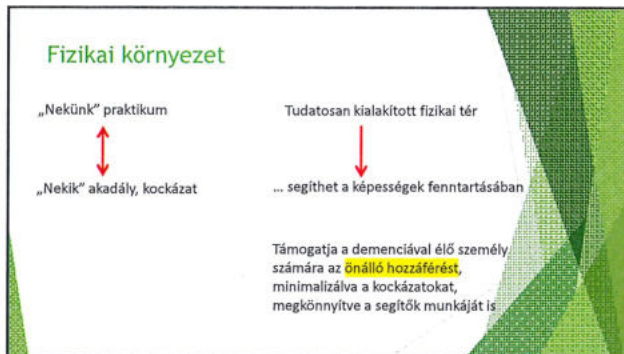 Fizikai környezet
„Nekünk” praktikum
„Nekik” akadály, kockázat
Tudatosan kialakított fizikai tér
... segíthet a képességek fenntartásában
Támogatja a demenciával élő személy
számára az önálló hozzáférést,
minimalizálva a kockázatokat,
megkönnyítve a segítők munkáját is